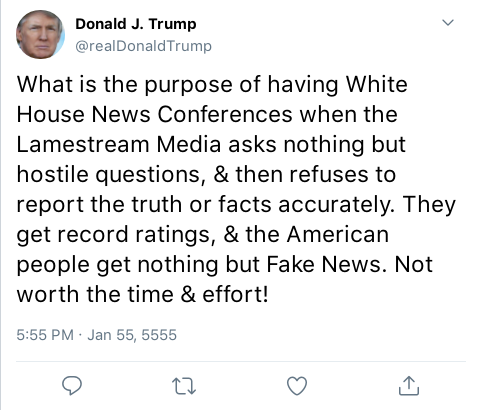 Donald J. Trump
@realDonaldTrump
What is the purpose of having White
House News Conferences when the
Lamestream Media asks nothing but
hostile questions, & then refuses to
report the truth or facts accurately. They
get record ratings, & the American
people get nothing but Fake News. Not
worth the time & effort!
5:55 PM · Jan 55, 5555